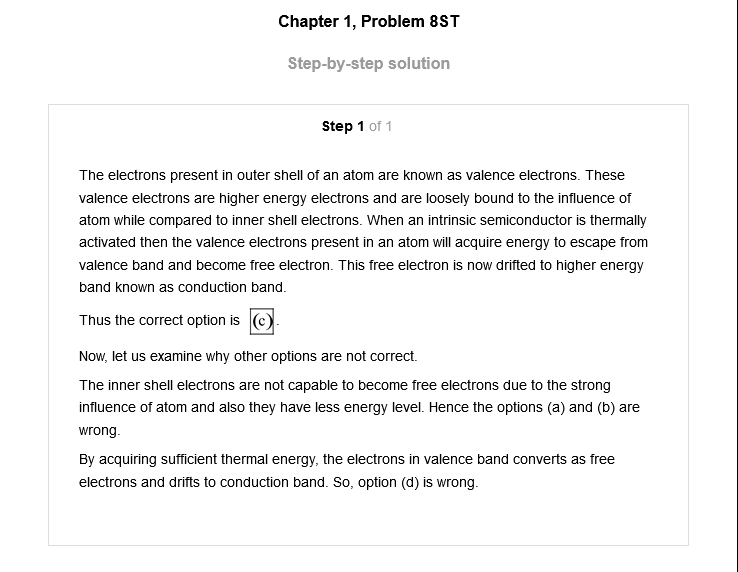 Chapter 1, Problem 8ST
Step-by-step solution
Step 1 of 1
The electrons present in outer shell of an atom are known as valence electrons. These
valence electrons are higher energy electrons and are loosely bound to the influence of
atom while compared to inner shell electrons. When an intrinsic semiconductor is thermally
activated then the valence electrons present in an atom will acquire energy to escape from
valence band and become free electron. This free electron is now drifted to higher energy
band known as conduction band.
Thus the correct option is (c).
Now, let us examine why other options are not correct.
The inner shell electrons are not capable to become free electrons due to the strong
influence of atom and also they have less energy level. Hence the options (a) and (b) are
wrong.
By acquiring sufficient thermal energy, the electrons in valence band converts as free
electrons and drifts to conduction band. So, option (d) is wrong.